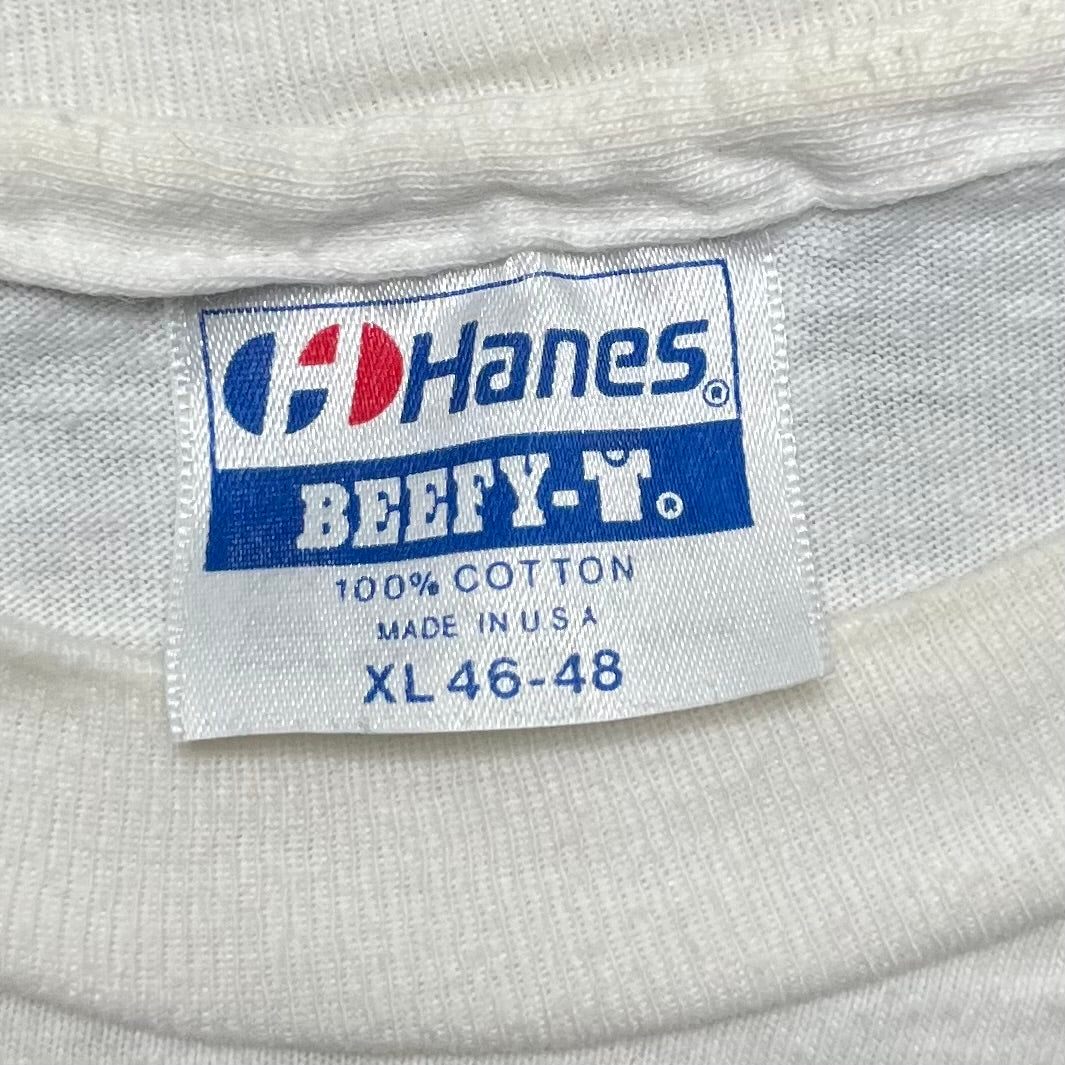 Hanes®
BEEFY-T®
100% COTTON
MADE IN U S A
XL 46-48